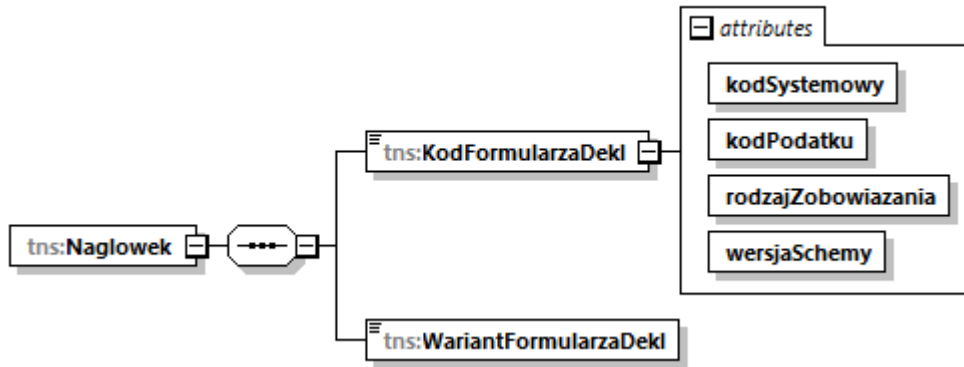 attributes
kodSystemowy
kodPodatku
tns:KodFormularzaDekl
rodzajZobowiazania
tns:Naglowek
wersjaSchemy
tns:WariantFormularzaDekl